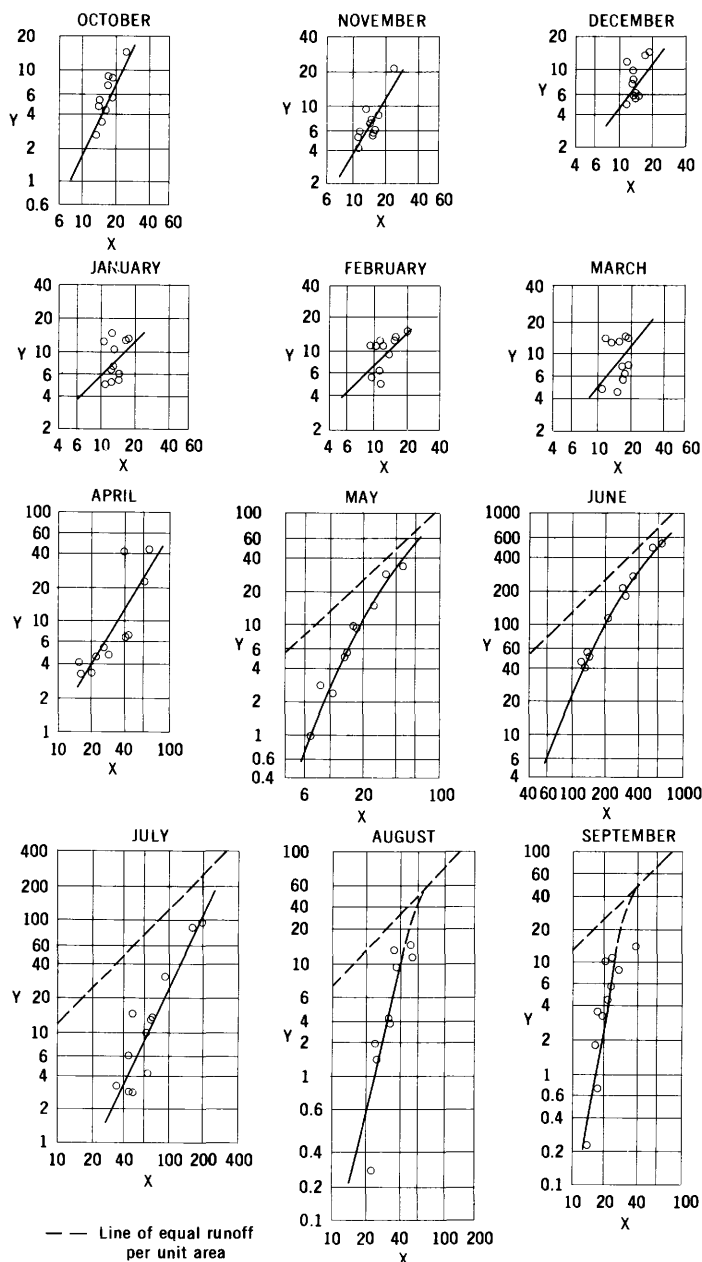 OCTOBER
20
10
6
4
2
1
0.6
Y
6 10 20 40 60
X
NOVEMBER
40
20
10
6
4
2
Y
6 10 20 40 60
X
DECEMBER
20
10
6
4
2
Y
4 6 10 20 40
X
JANUARY
40
20
10
6
4
2
Y
4 6 10 20 40 60
X
FEBRUARY
40
20
10
6
4
2
Y
4 6 10 20 40 60
X
MARCH
40
20
10
6
4
2
Y
4 6 10 20 40 60
X
APRIL
100
60
40
20
10
6
4
2
1
Y
10 20 40 100
X
MAY
100
60
40
20
10
6
4
2
1
0.6
0.4
Y
6 20 100
X
JUNE
1000
600
400
200
100
60
40
20
10
6
4
Y
40 60 100 200 400 1000
X
JULY
400
200
100
60
40
20
10
6
4
2
1
Y
10 20 40 100 200 400
X
AUGUST
100
60
40
20
10
6
4
2
1
0.6
0.4
0.2
0.1
Y
10 20 40 100 200
X
SEPTEMBER
100
60
40
20
10
6
4
2
1
0.6
0.4
0.2
0.1
Y
10 20 40 100
X
Line of equal runoff
per unit area